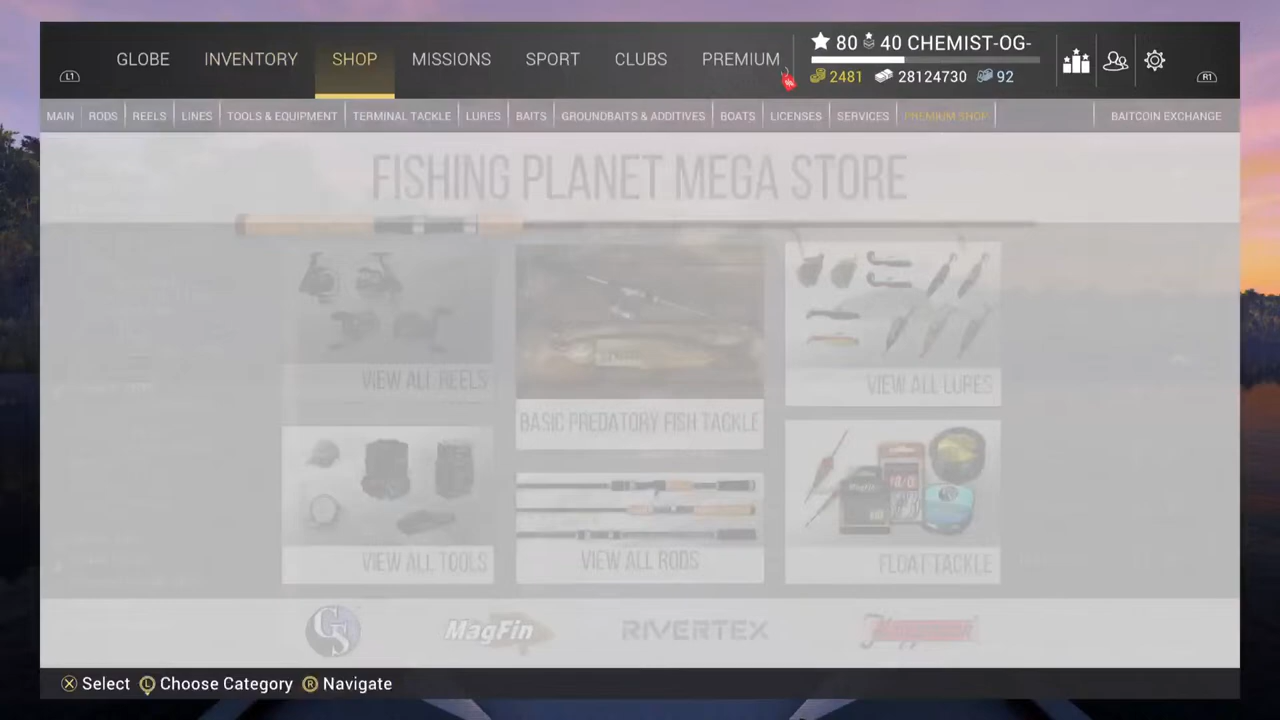 GLOBE INVENTORY SHOP MISSIONS SPORT CLUBS PREMIUM
80 40 CHEMIST-OG-
2481 28124730 92
L1
R1
MAIN RODS REELS LINES TOOLS & EQUIPMENT TERMINAL TACKLE LURES BAITS GROUNDBAITS & ADDITIVES BOATS LICENSES SERVICES PREMIUM SHOP BAITCOIN EXCHANGE
FISHING PLANET MEGA STORE
VIEW ALL REELS
BASIC PREDATORY FISH TACKLE
VIEW ALL LURES
VIEW ALL TOOLS
VIEW ALL RODS
FLOAT TACKLE
GS MagFin RIVERTEX
Select Choose Category Navigate